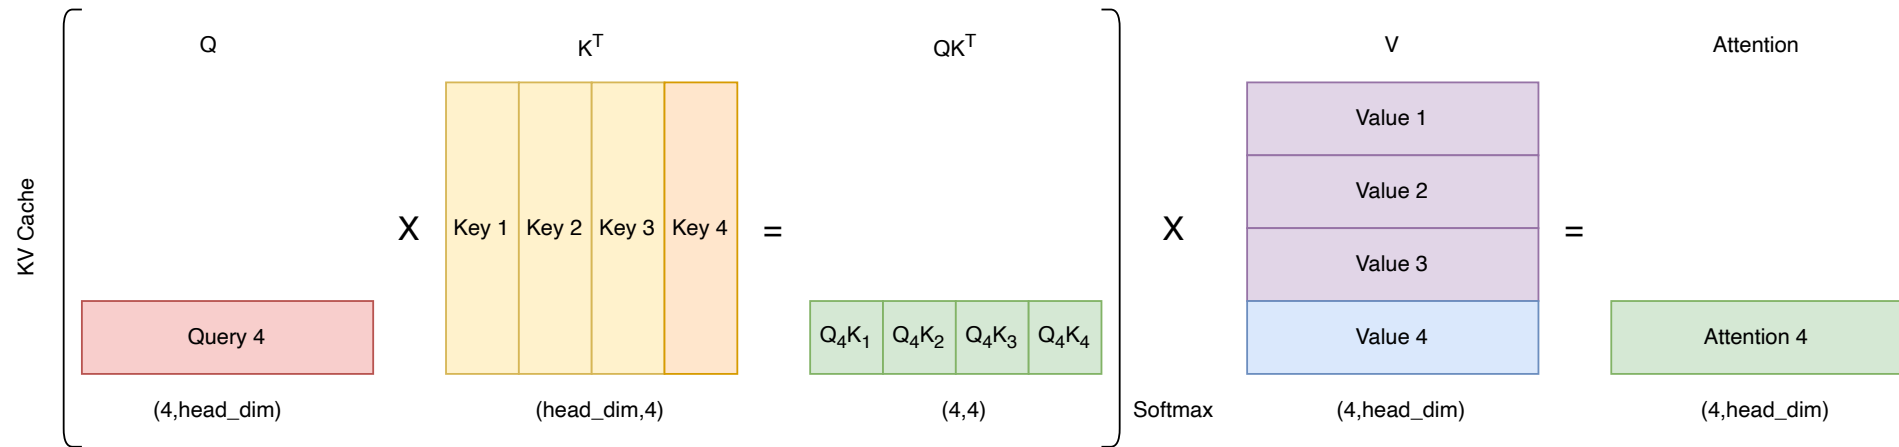 KV Cache
Q
K^T
QK^T
V
Attention
Query 4
X
Key 1
Key 2
Key 3
Key 4
=
Q₄K₁
Q₄K₂
Q₄K₃
Q₄K₄
X
Value 1
Value 2
Value 3
Value 4
=
Attention 4
(4,head_dim)
(head_dim,4)
(4,4)
Softmax
(4,head_dim)
(4,head_dim)